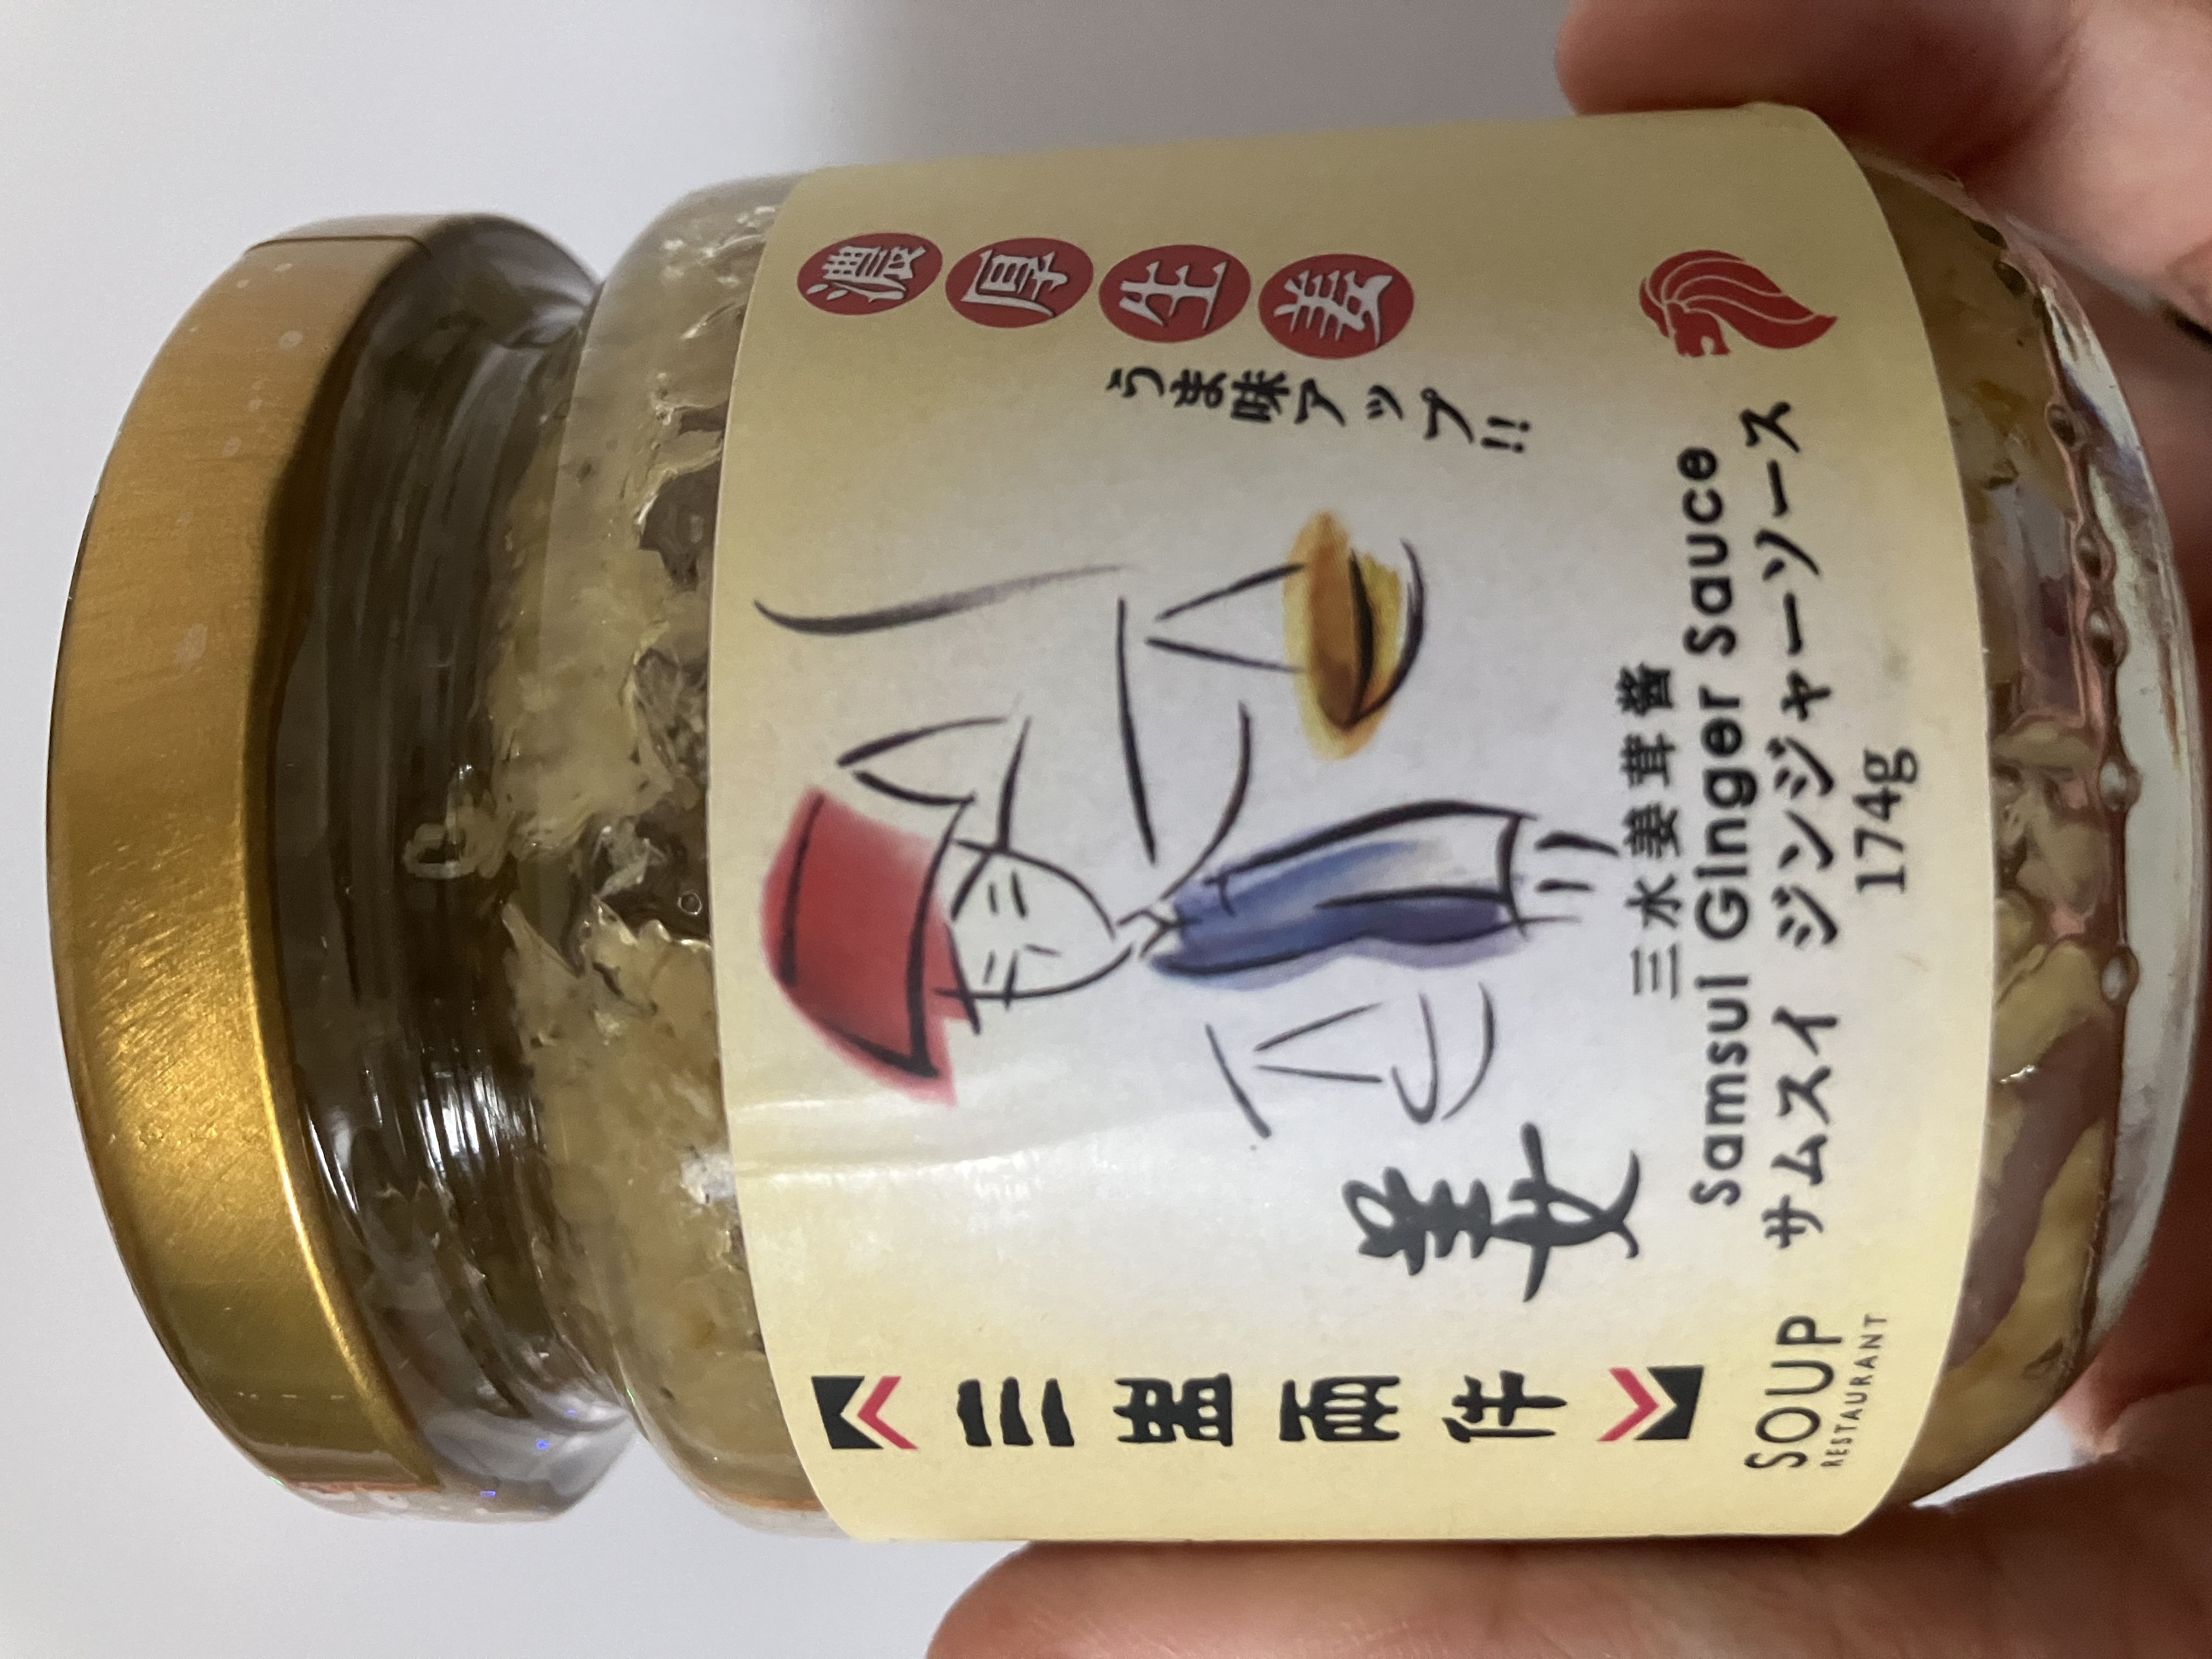 三盅兩件
濃厚生姜
うま味アップ!!
姜
三水姜茸醬
Samsui Ginger Sauce
サムスイ ジンジャーソース
174g
SOUP
RESTAURANT